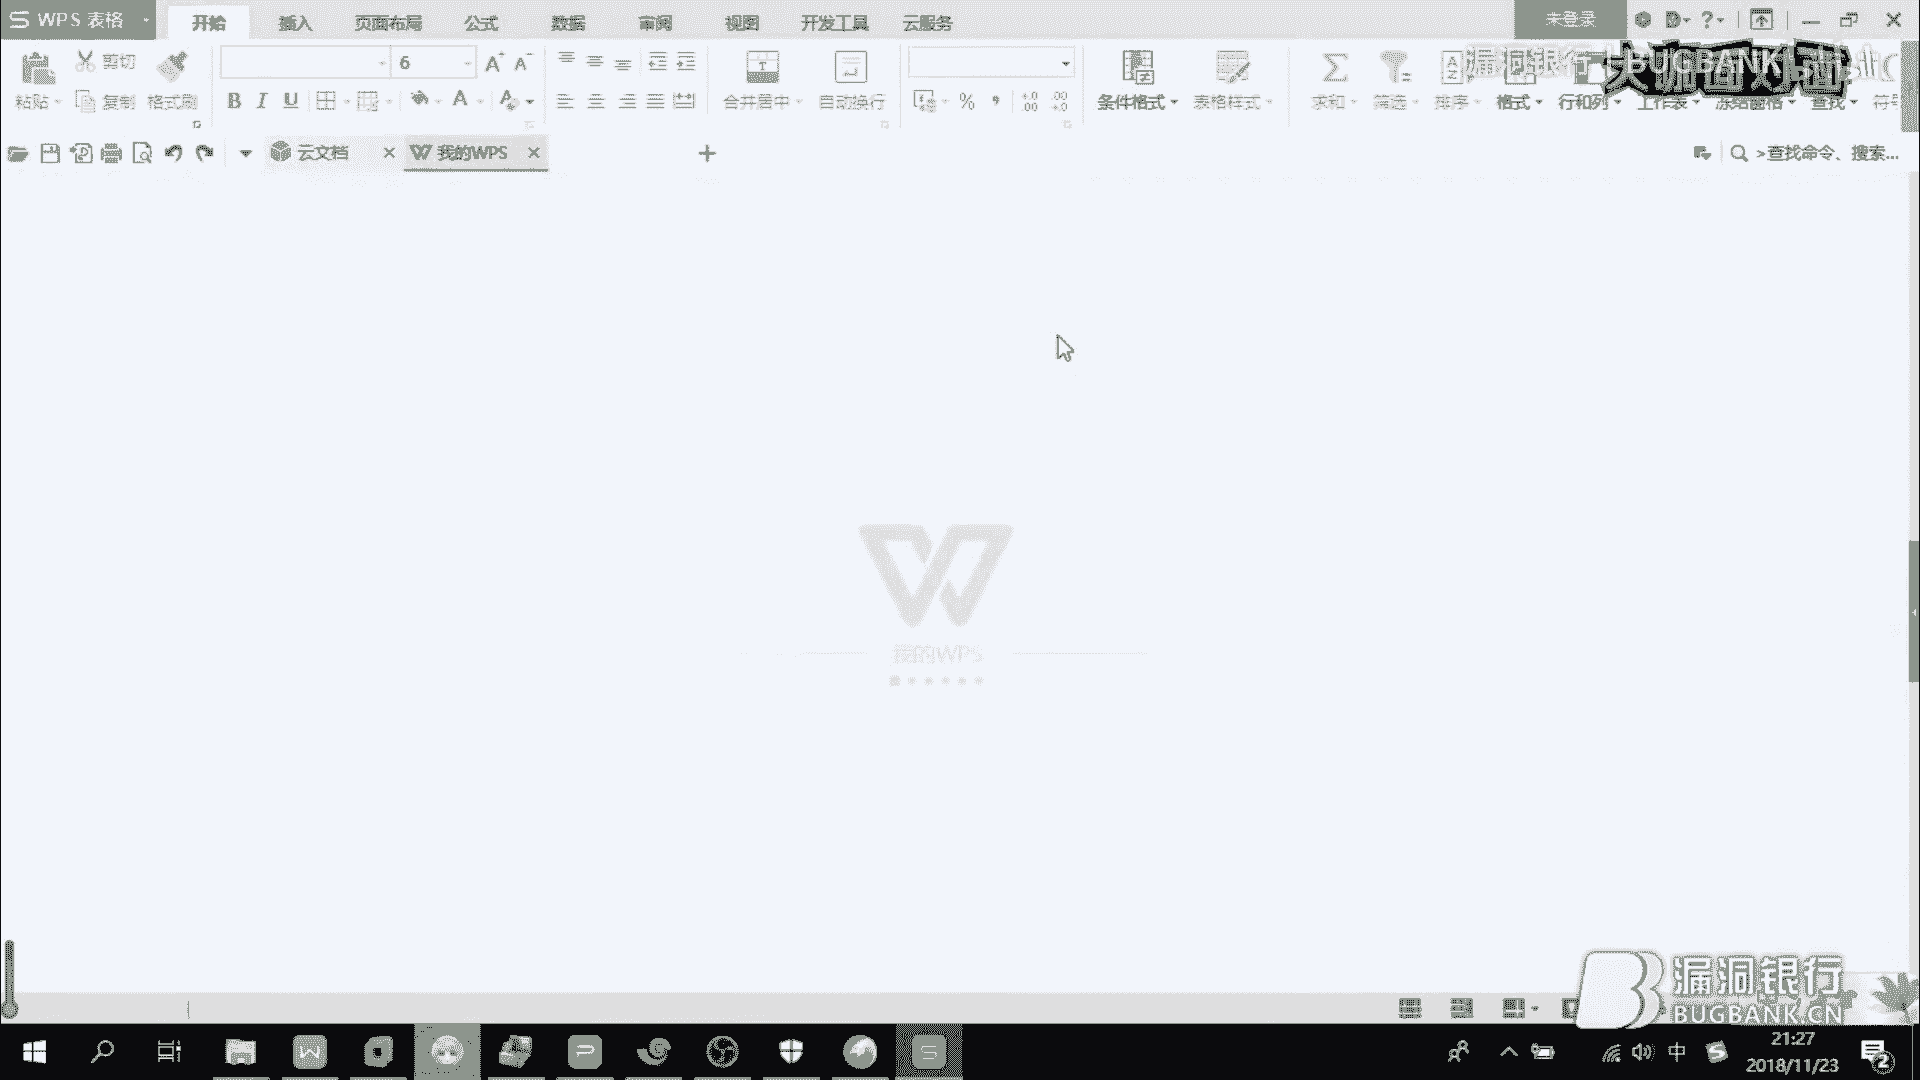 WPS 表格
开始 插入 页面布局 公式 数据 审阅 视图 开发工具 云服务
未登录
漏洞银行 BUGBANK
大咖面对面
6
粘贴 剪切 复制 格式刷
B I U
合并居中 自动换行
条件格式 表格样式 求和 筛选 排序 格式 行和列 工作表 冻结窗格 查找 符号
云文档 我的WPS
>查找命令、搜索...
我的WPS
漏洞银行
BUGBANK.CN
中
21:27
2018/11/23
2